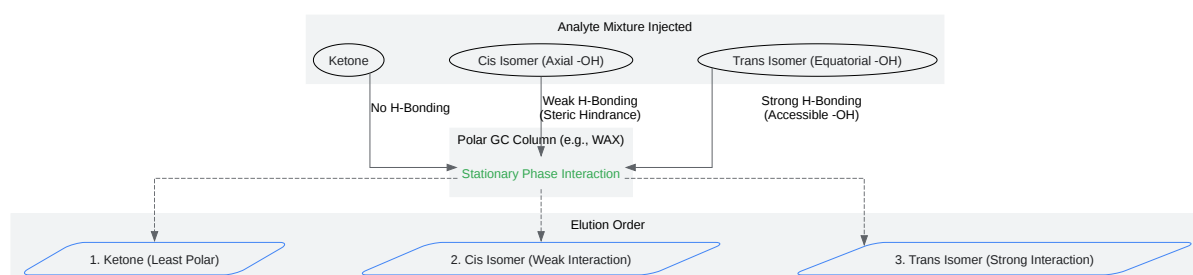 Analyte Mixture Injected
Ketone
Cis Isomer (Axial -OH)
Trans Isomer (Equatorial -OH)
No H-Bonding
Weak H-Bonding
(Steric Hindrance)
Strong H-Bonding
(Accessible -OH)
Polar GC Column (e.g., WAX)
Stationary Phase Interaction
Elution Order
1. Ketone (Least Polar)
2. Cis Isomer (Weak Interaction)
3. Trans Isomer (Strong Interaction)